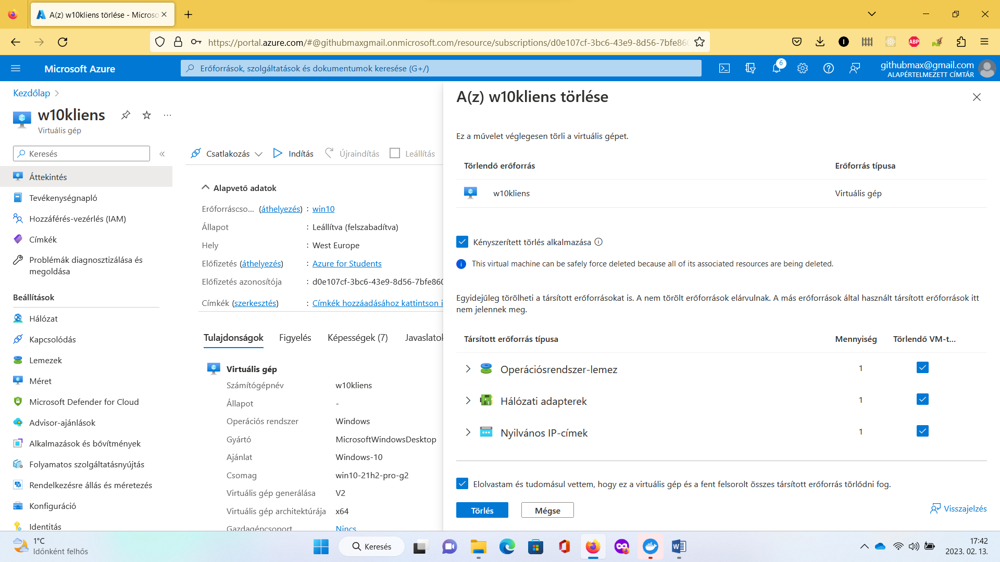 A(z) w10kliens törlése - Microso
https://portal.azure.com/#@githubmaxgmail.onmicrosoft.com/resource/subscriptions/d0e107cf-3bc6-43e9-8d56-7bfe860
ABP
Microsoft Azure
Erőforrások, szolgáltatások és dokumentumok keresése (G+/)
6
githubmax@gmail.com
ALAPÉRTELMEZETT CÍMTÁR
Kezdőlap
w10kliens
Virtuális gép
Keresés
Áttekintés
Tevékenységnapló
Hozzáférés-vezérlés (IAM)
Címkék
Problémák diagnosztizálása és
megoldása
Beállítások
Hálózat
Kapcsolódás
Lemezek
Méret
Microsoft Defender for Cloud
Advisor-ajánlások
Alkalmazások és bővítmények
Folyamatos szolgáltatásnyújtás
Rendelkezésre állás és méretezés
Konfiguráció
Identitás
Csatlakozás
Indítás
Újraindítás
Leállítás
Alapvető adatok
Erőforráscso... (áthelyezés) : win10
Állapot : Leállítva (felszabadítva)
Hely : West Europe
Előfizetés (áthelyezés) : Azure for Students
Előfizetés azonosítója : d0e107cf-3bc6-43e9-8d56-7bfe860
Címkék (szerkesztés) : Címkék hozzáadásához kattintson i
Tulajdonságok
Figyelés
Képességek (7)
Javaslatok
Virtuális gép
Számítógépnév w10kliens
Állapot -
Operációs rendszer Windows
Gyártó MicrosoftWindowsDesktop
Ajánlat Windows-10
Csomag win10-21h2-pro-g2
Virtuális gép generálása V2
Virtuális gép architektúrája x64
Gazdagépcsoport Nincs
A(z) w10kliens törlése
Ez a művelet véglegesen törli a virtuális gépet.
Törlendő erőforrás Erőforrás típusa
w10kliens Virtuális gép
Kényszerített törlés alkalmazása
This virtual machine can be safely force deleted because all of its associated resources are being deleted.
Egyidejűleg törölheti a társított erőforrásokat is. A nem törölt erőforrások elárvulnak. A más erőforrások által használt társított erőforrások itt
nem jelennek meg.
Társított erőforrás típusa Mennyiség Törlendő VM-t...
Operációsrendszer-lemez 1
Hálózati adapterek 1
Nyilvános IP-címek 1
Elolvastam és tudomásul vettem, hogy ez a virtuális gép és a fent felsorolt összes társított erőforrás törlődni fog.
Törlés
Mégse
Visszajelzés
1°C
Időnként felhős
Keresés
17:42
2023. 02. 13.